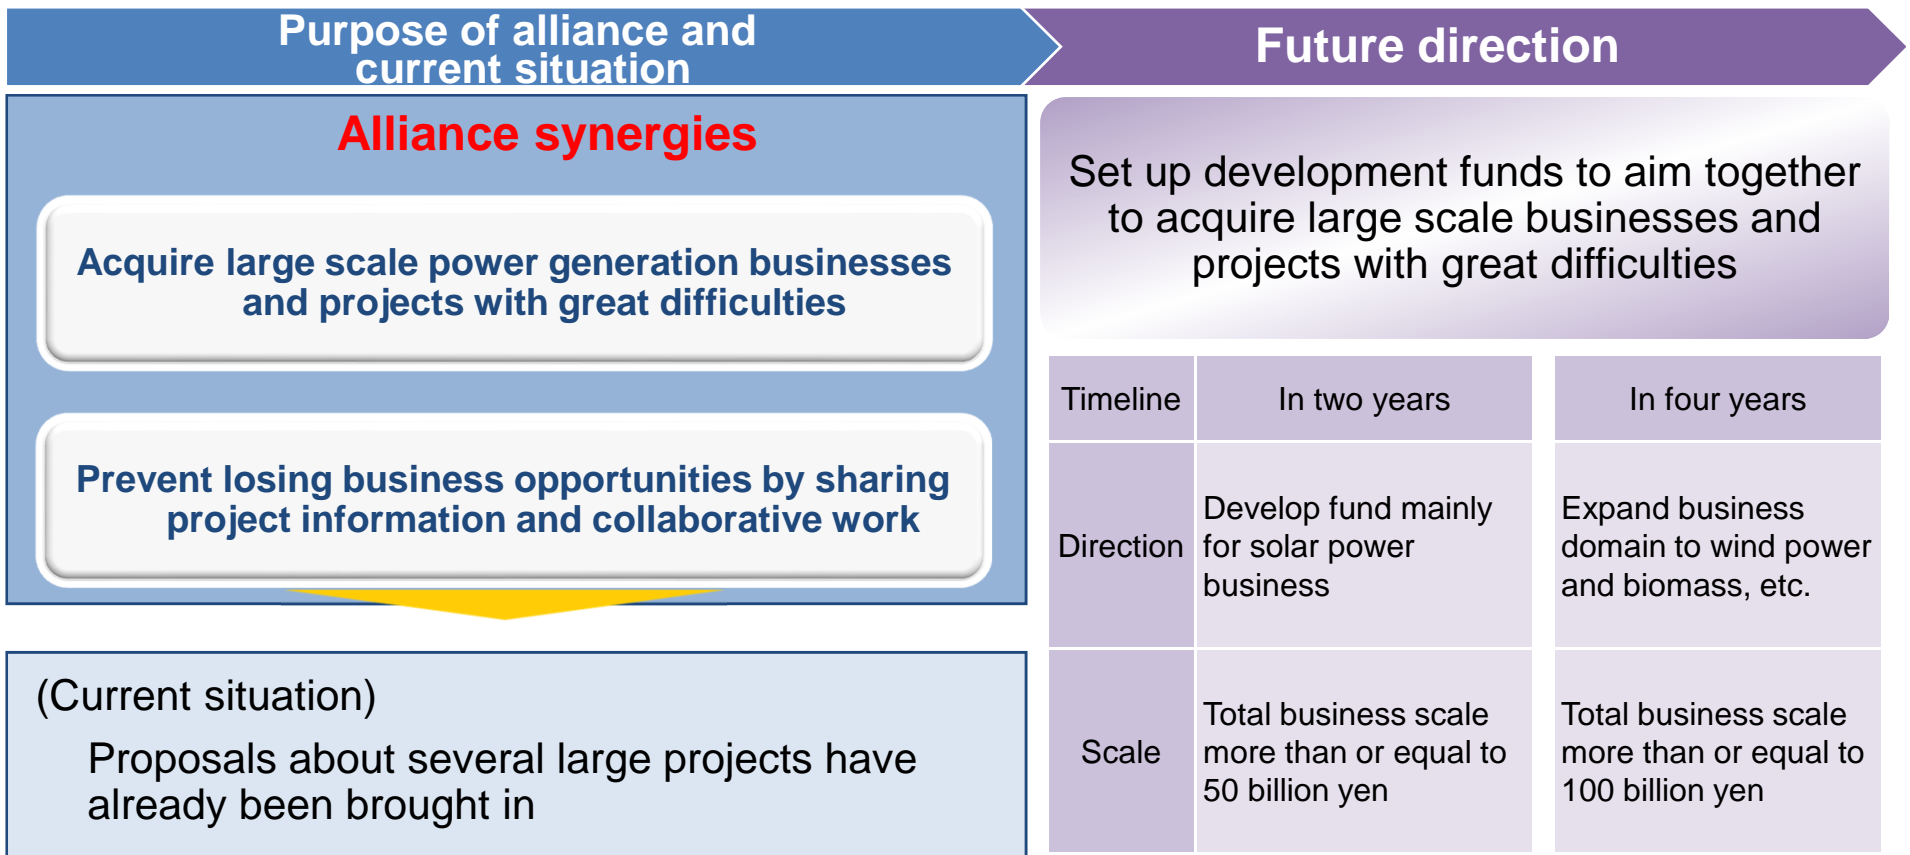 Purpose of alliance and
current situation
Future direction
Alliance synergies
Acquire large scale power generation businesses
and projects with great difficulties
Prevent losing business opportunities by sharing
project information and collaborative work
(Current situation)
Proposals about several large projects have
already been brought in
Set up development funds to aim together
to acquire large scale businesses and
projects with great difficulties
Timeline
In two years
In four years
Direction
Develop fund mainly
for solar power
business
Expand business
domain to wind power
and biomass, etc.
Scale
Total business scale
more than or equal to
50 billion yen
Total business scale
more than or equal to
100 billion yen